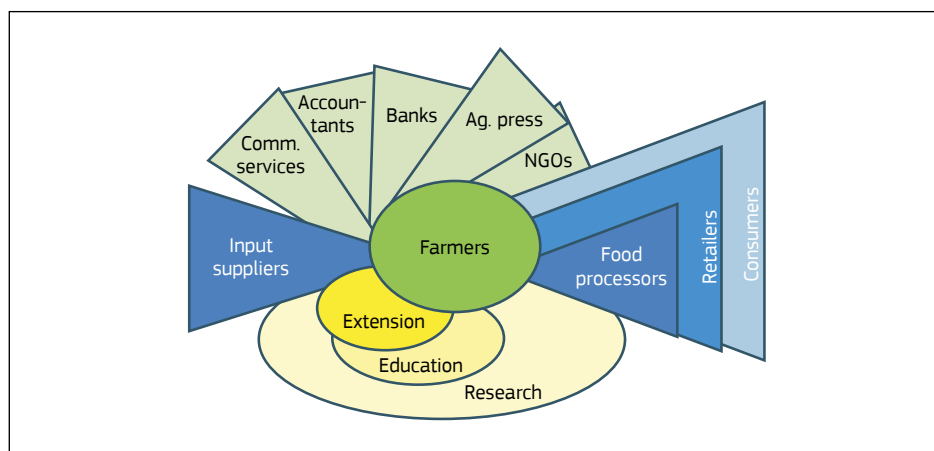 Accoun-
tants
Banks
Ag. press
Comm.
services
NGOs
Input
suppliers
Farmers
Food
processors
Retailers
Consumers
Extension
Education
Research